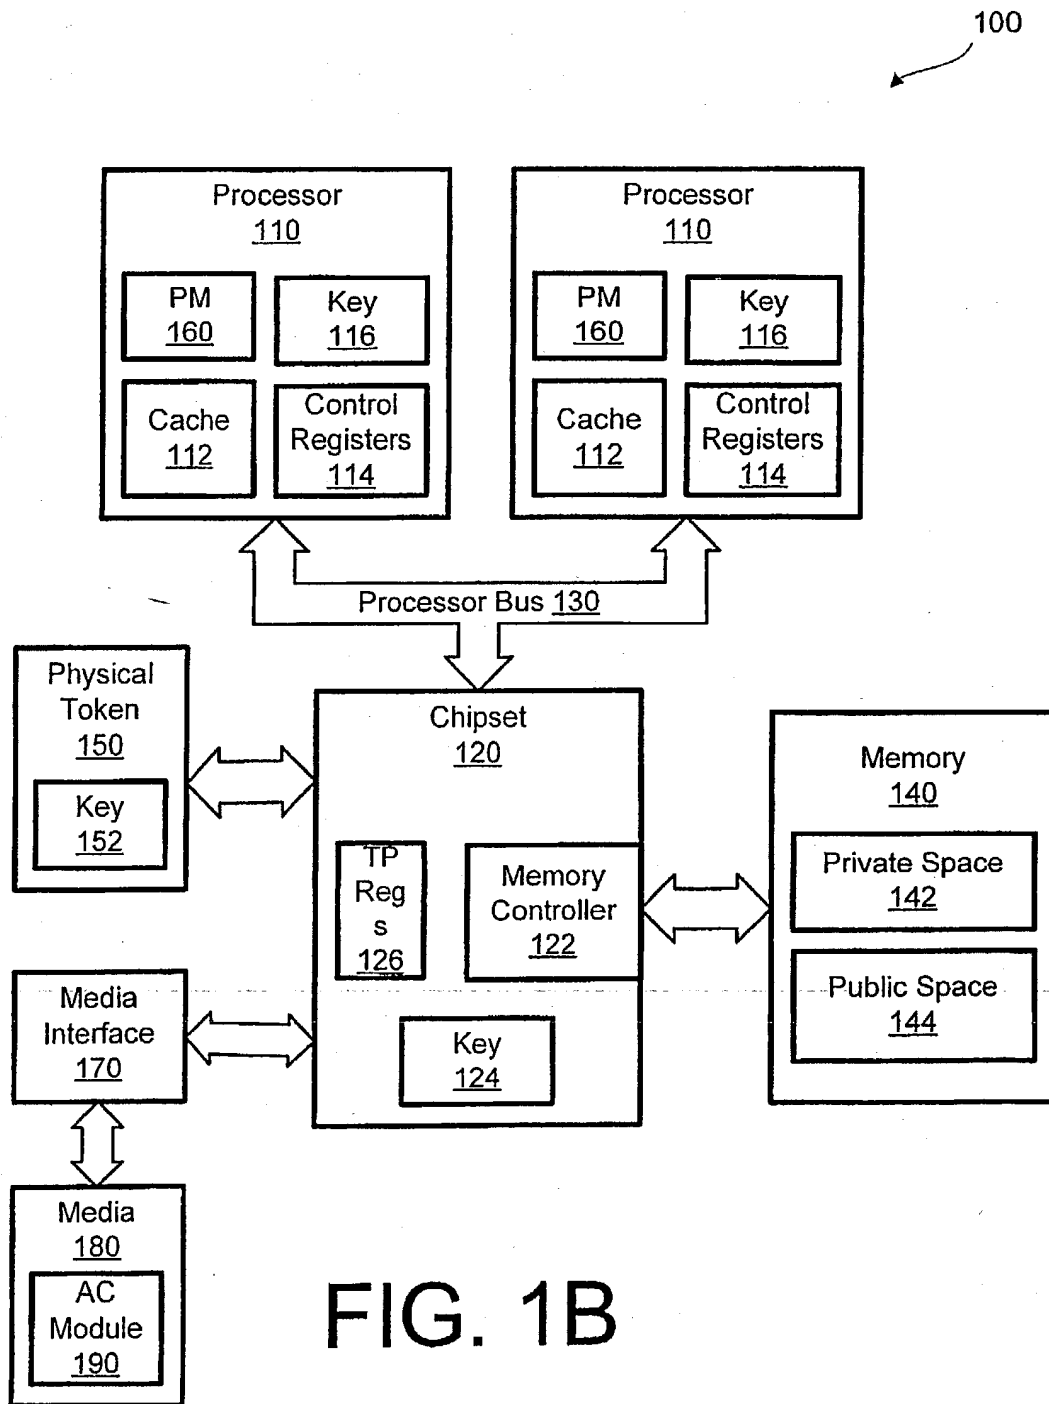 100
Processor
110
PM
160
Key
116
Cache
112
Control
Registers
114
Processor
110
PM
160
Key
116
Cache
112
Control
Registers
114
Processor Bus 130
Physical
Token
150
Key
152
Chipset
120
TP
Reg
s
126
Memory
Controller
122
Key
124
Memory
140
Private Space
142
Public Space
144
Media
Interface
170
Media
180
AC
Module
190
FIG. 1B